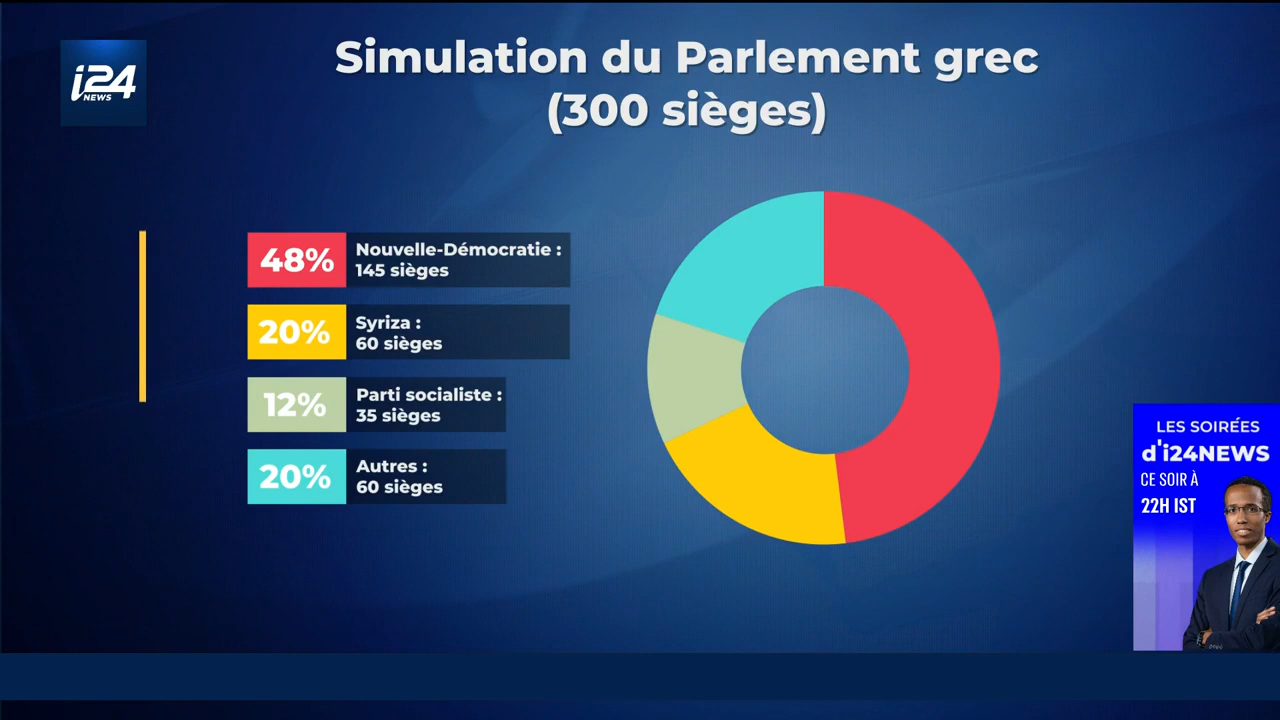 i24
NEWS
Simulation du Parlement grec
(300 sièges)
48%
Nouvelle-Démocratie :
145 sièges
20%
Syriza :
60 sièges
12%
Parti socialiste :
35 sièges
20%
Autres :
60 sièges
LES SOIRÉES
d'i24NEWS
CE SOIR À
22H IST